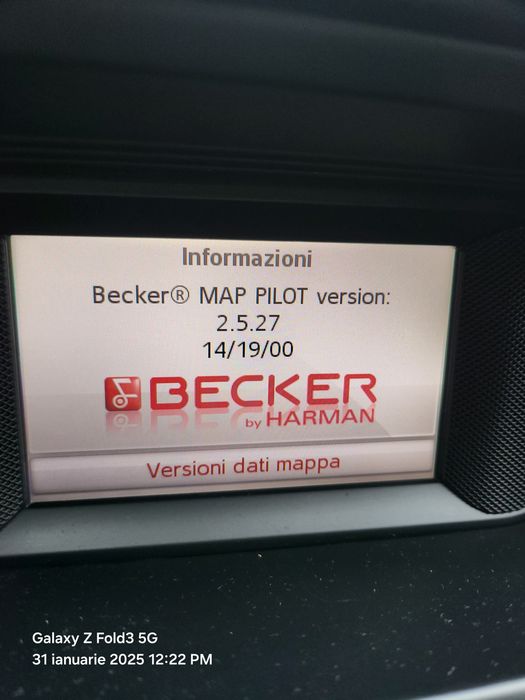 Informazioni
Becker® MAP PILOT version:
2.5.27
14/19/00
BECKER
by HARMAN
Versioni dati mappa
Galaxy Z Fold3 5G
31 ianuarie 2025 12:22 PM